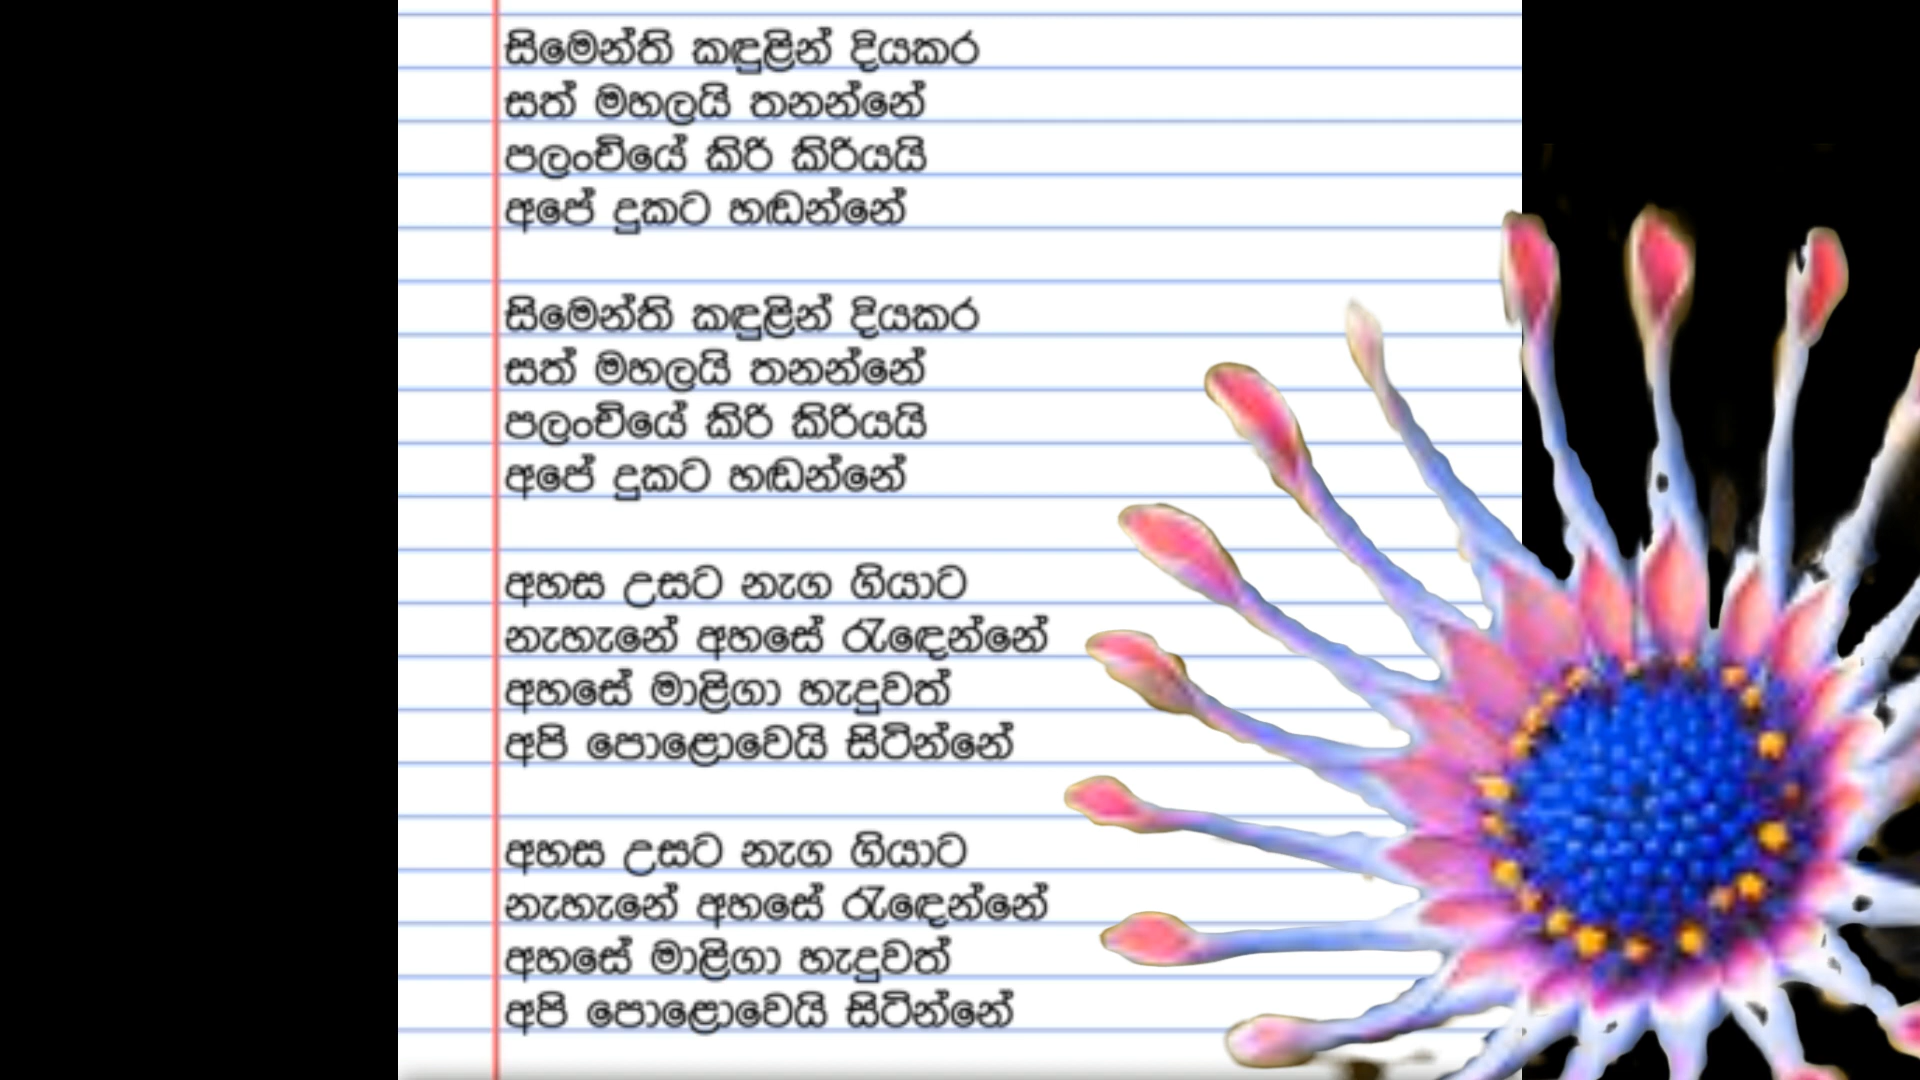 සිමෙන්ති කඳුළින් දියකර
සත් මහලයි තනන්නේ
පලංචියේ කිරි කිරියයි
අපේ දුකට හඬන්නේ
සිමෙන්ති කඳුළින් දියකර
සත් මහලයි තනන්නේ
පලංචියේ කිරි කිරියයි
අපේ දුකට හඬන්නේ
අහස උසට නැග ගියාට
නැහැනේ අහසේ රැඳෙන්නේ
අහසේ මාළිගා හැදුවත්
අපි පොළොවෙයි සිටින්නේ
අහස උසට නැග ගියාට
නැහැනේ අහසේ රැඳෙන්නේ
අහසේ මාළිගා හැදුවත්
අපි පොළොවෙයි සිටින්නේ